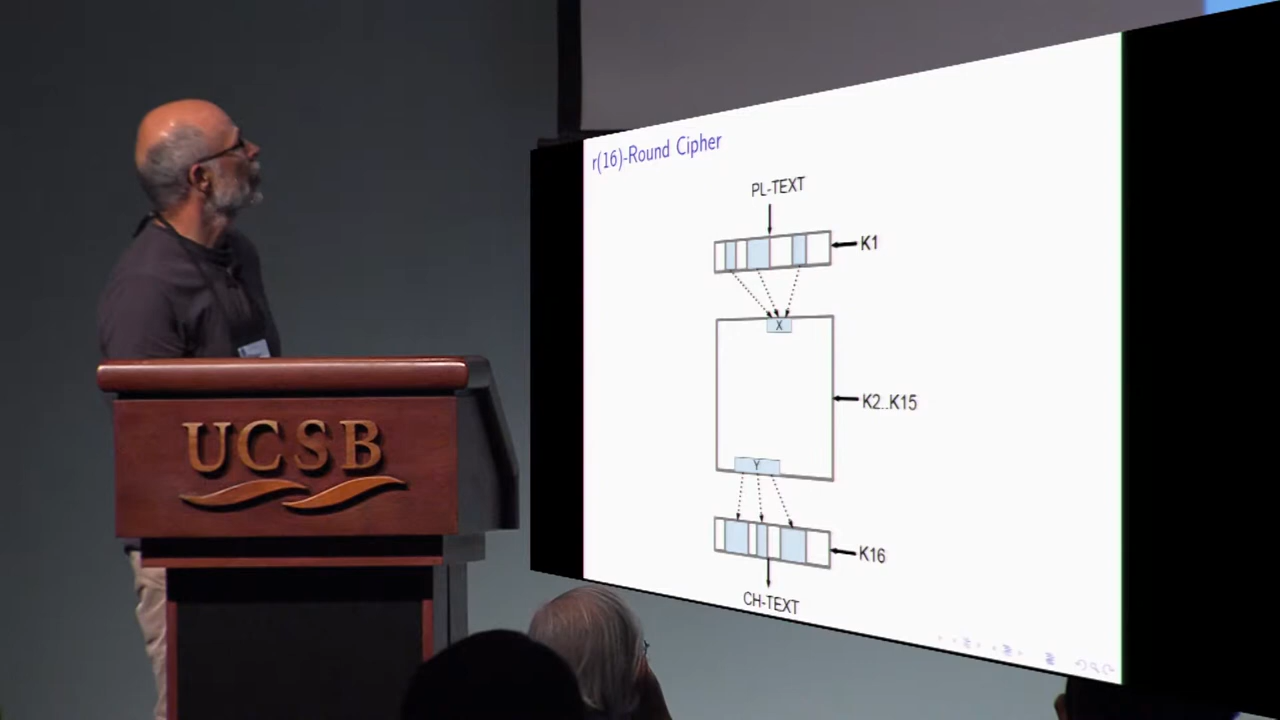 r(16)-Round Cipher
PL-TEXT
K1
X
K2..K15
Y
K16
CH-TEXT
UCSB